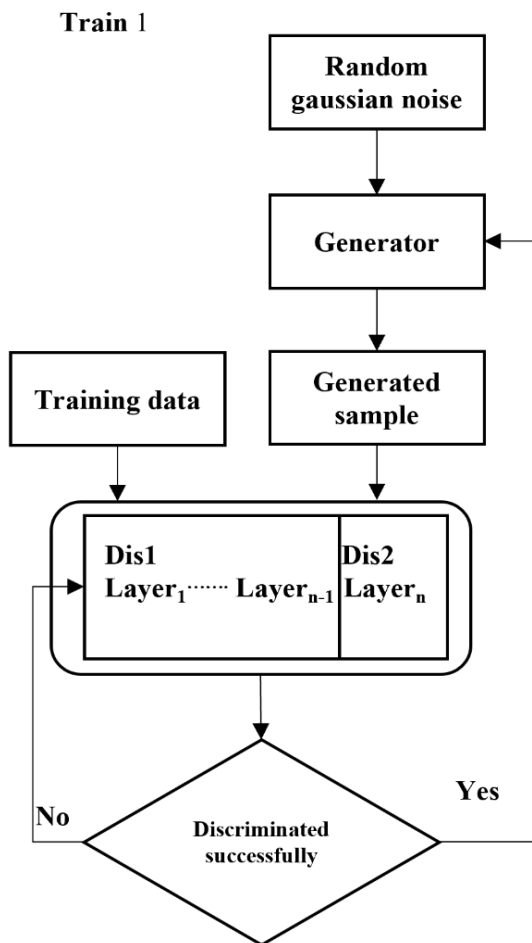 Train 1
Random
gaussian noise
Generator
Training data
Generated
sample
Dis1
Layer₁ ······· Layerₙ₋₁
Dis2
Layerₙ
No
Yes
Discriminated
successfully